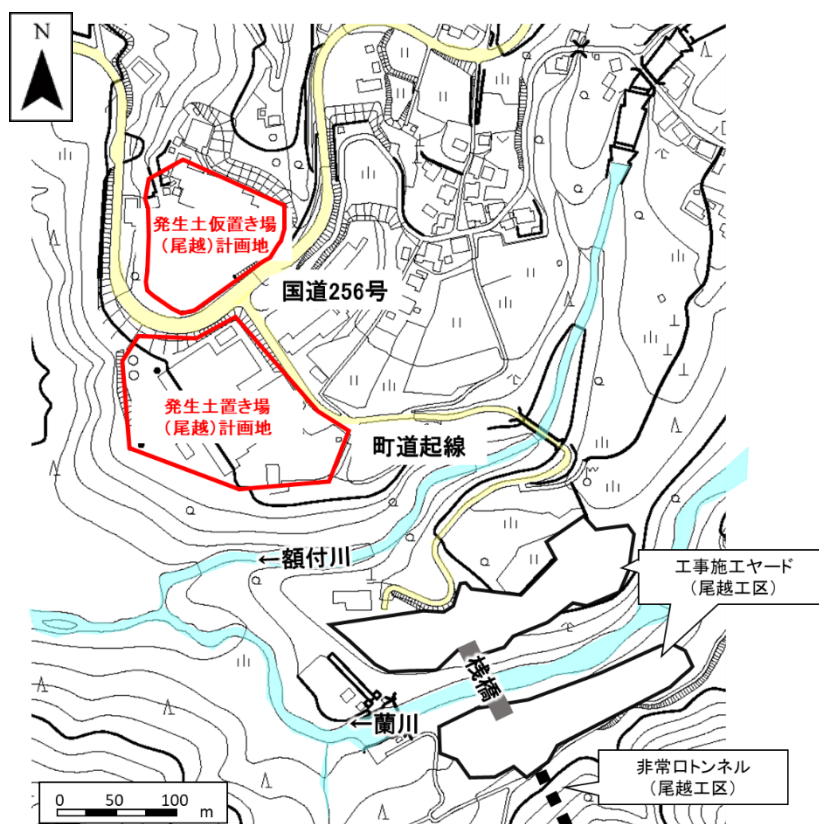 N
発生土仮置き場
（尾越）計画地
国道256号
発生土置き場
（尾越）計画地
町道起線
←額付川
工事施工ヤード
（尾越工区）
桟橋
←蘭川
非常口トンネル
（尾越工区）
0 50 100
m